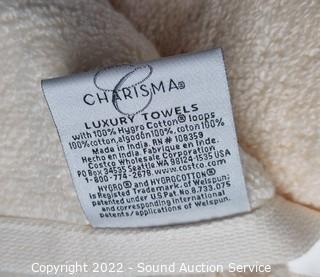 C
CHARISMA®
LUXURY TOWELS
with 100% Hygro Cotton® loops
100% cotton, algodón 100%, coton 100%
Made in India. RN # 108359
Hecho en India Fabrique en Inde.
Costco Wholesale Corporation
PO Box 34535 Seattle WA 98124-1535 USA
1-800-774-2678 www.costco.com
HYGRO® and HYGROCOTTON®
is Registered Trademark, of Welspun.
patented under US Pat No 8,733,075
and corresponding international
patents/applications of Welspun.
Copyright © 2022 - Sound Auction Service